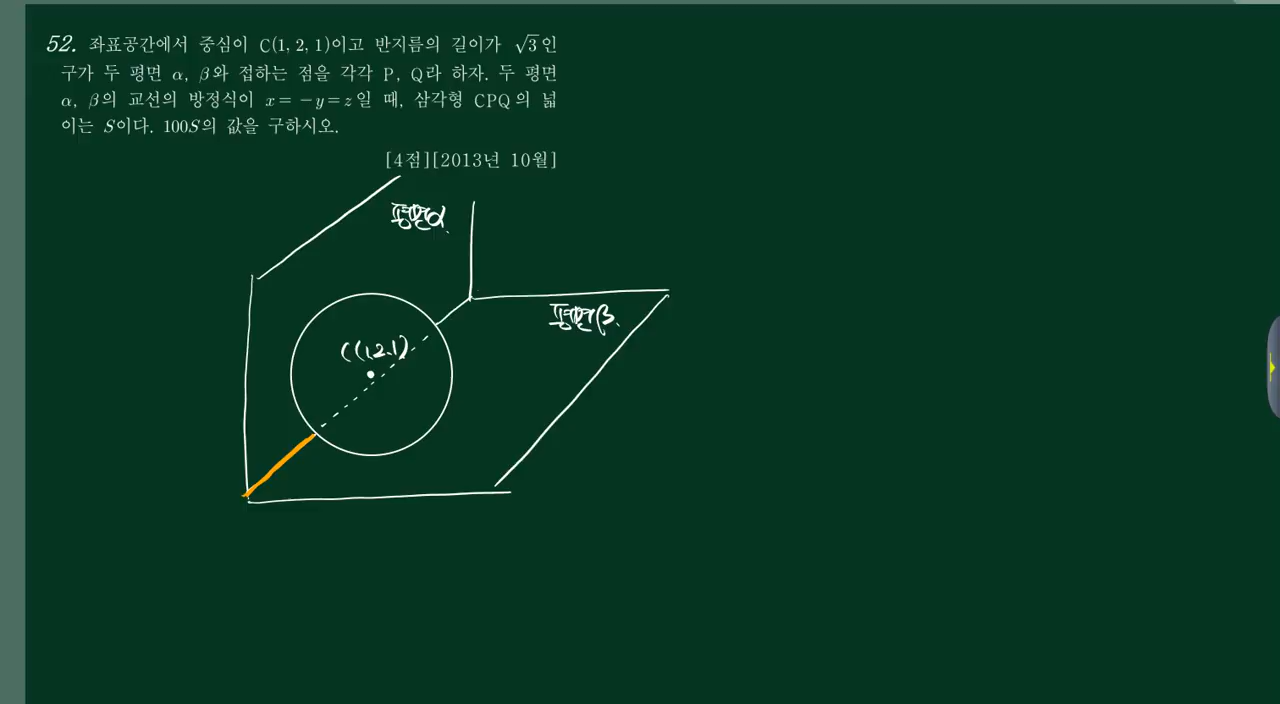 52. 좌표공간에서 중심이 C(1, 2, 1)이고 반지름의 길이가 √3인
구가 두 평면 α, β와 접하는 점을 각각 P, Q라 하자. 두 평면
α, β의 교선의 방정식이 x=-y=z일 때, 삼각형 CPQ의 넓
이는 S이다. 100S의 값을 구하시오.
[4점][2013년 10월]
평면α.
평면β.
C(1,2,1)